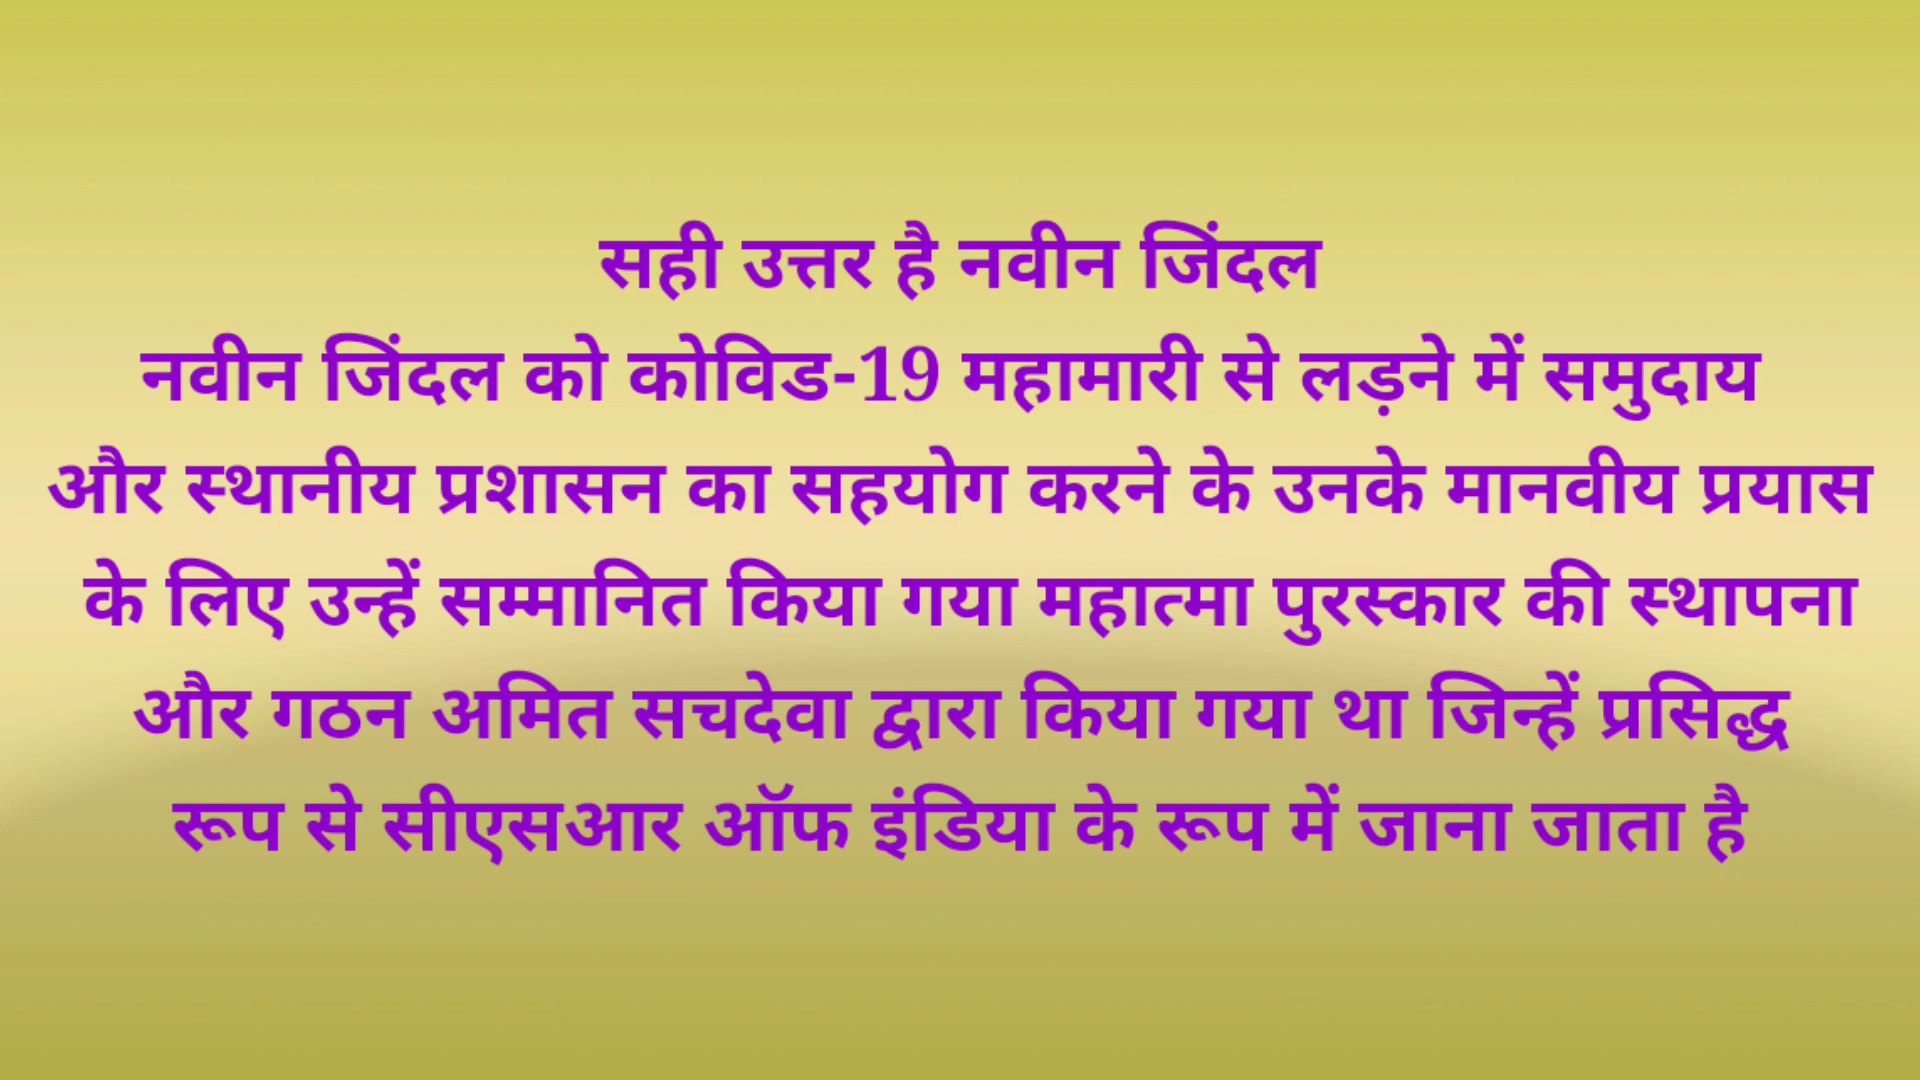 सही उत्तर है नवीन जिंदल
नवीन जिंदल को कोविड-19 महामारी से लड़ने में समुदाय
और स्थानीय प्रशासन का सहयोग करने के उनके मानवीय प्रयास
के लिए उन्हें सम्मानित किया गया महात्मा पुरस्कार की स्थापना
और गठन अमित सचदेवा द्वारा किया गया था जिन्हें प्रसिद्ध
रूप से सीएसआर ऑफ इंडिया के रूप में जाना जाता है